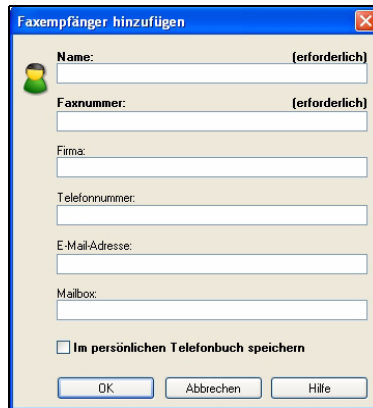 Faxempfänger hinzufügen
Name: (erforderlich)
Faxnummer: (erforderlich)
Firma:
Telefonnummer:
E-Mail-Adresse:
Mailbox:
Im persönlichen Telefonbuch speichern
OK Abbrechen Hilfe